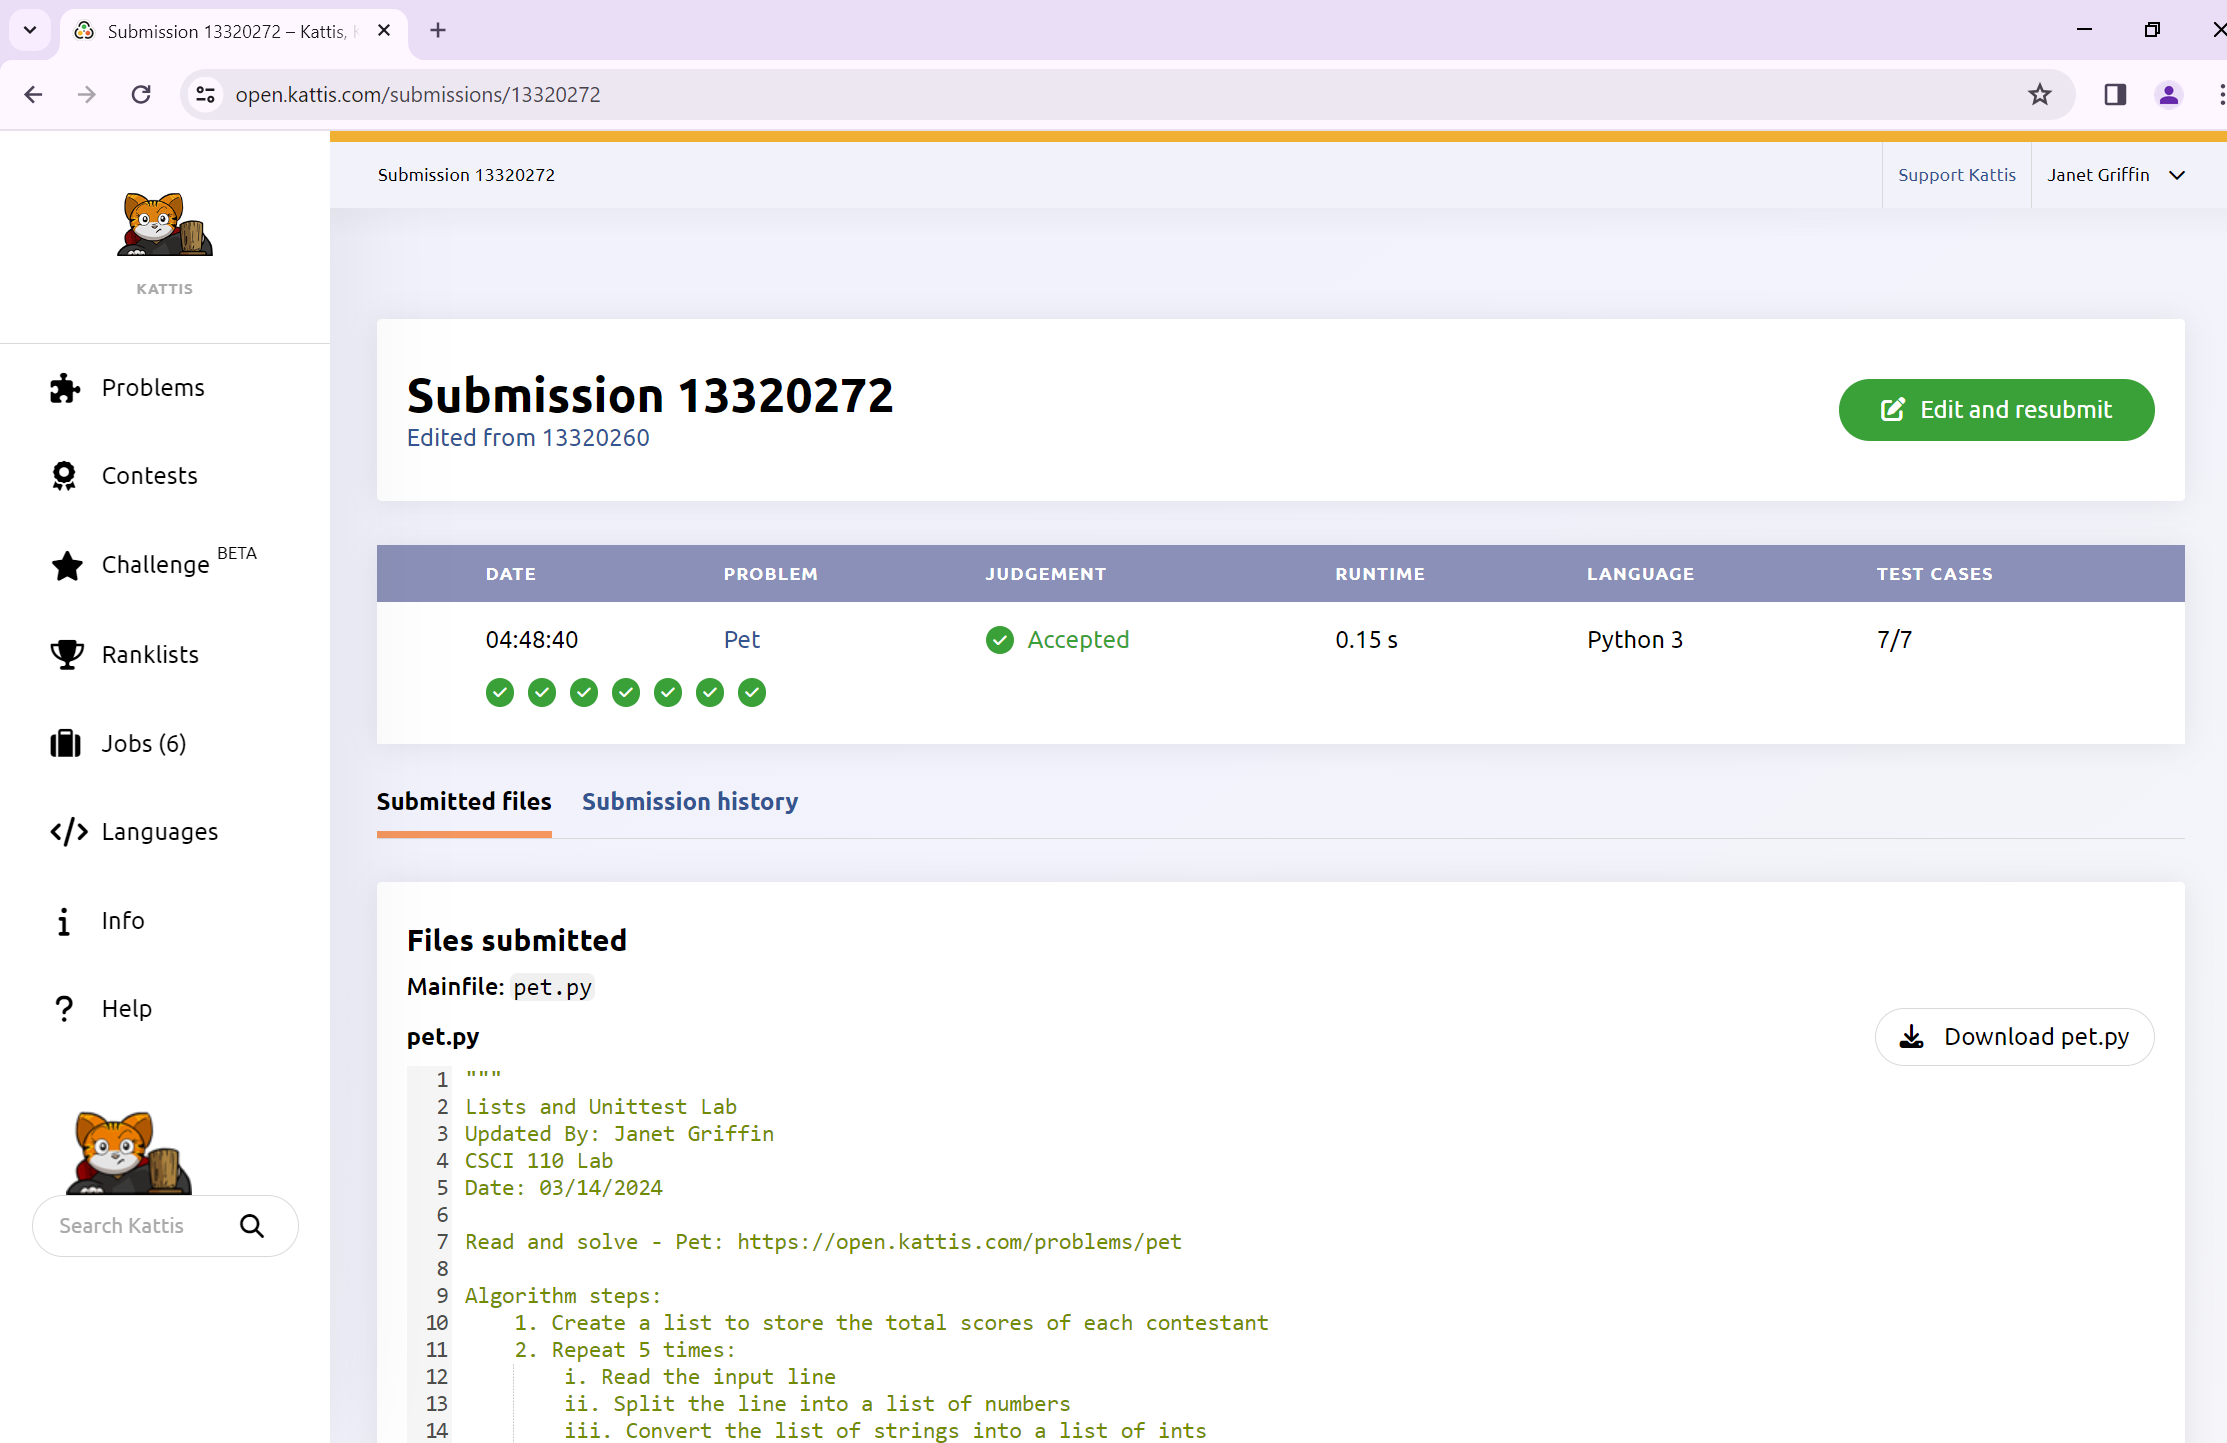 Submission 13320272 – Kattis,
open.kattis.com/submissions/13320272
KATTIS
Problems
Contests
Challenge BETA
Ranklists
Jobs (6)
Languages
Info
Help
Search Kattis
Submission 13320272
Support Kattis
Janet Griffin
Submission 13320272
Edited from 13320260
Edit and resubmit
DATE PROBLEM JUDGEMENT RUNTIME LANGUAGE TEST CASES
04:48:40 Pet Accepted 0.15 s Python 3 7/7
Submitted files Submission history
Files submitted
Mainfile: pet.py
pet.py
Download pet.py
1 """
2 Lists and Unittest Lab
3 Updated By: Janet Griffin
4 CSCI 110 Lab
5 Date: 03/14/2024
6
7 Read and solve - Pet: https://open.kattis.com/problems/pet
8
9 Algorithm steps:
10 1. Create a list to store the total scores of each contestant
11 2. Repeat 5 times:
12 i. Read the input line
13 ii. Split the line into a list of numbers
14 iii. Convert the list of strings into a list of ints